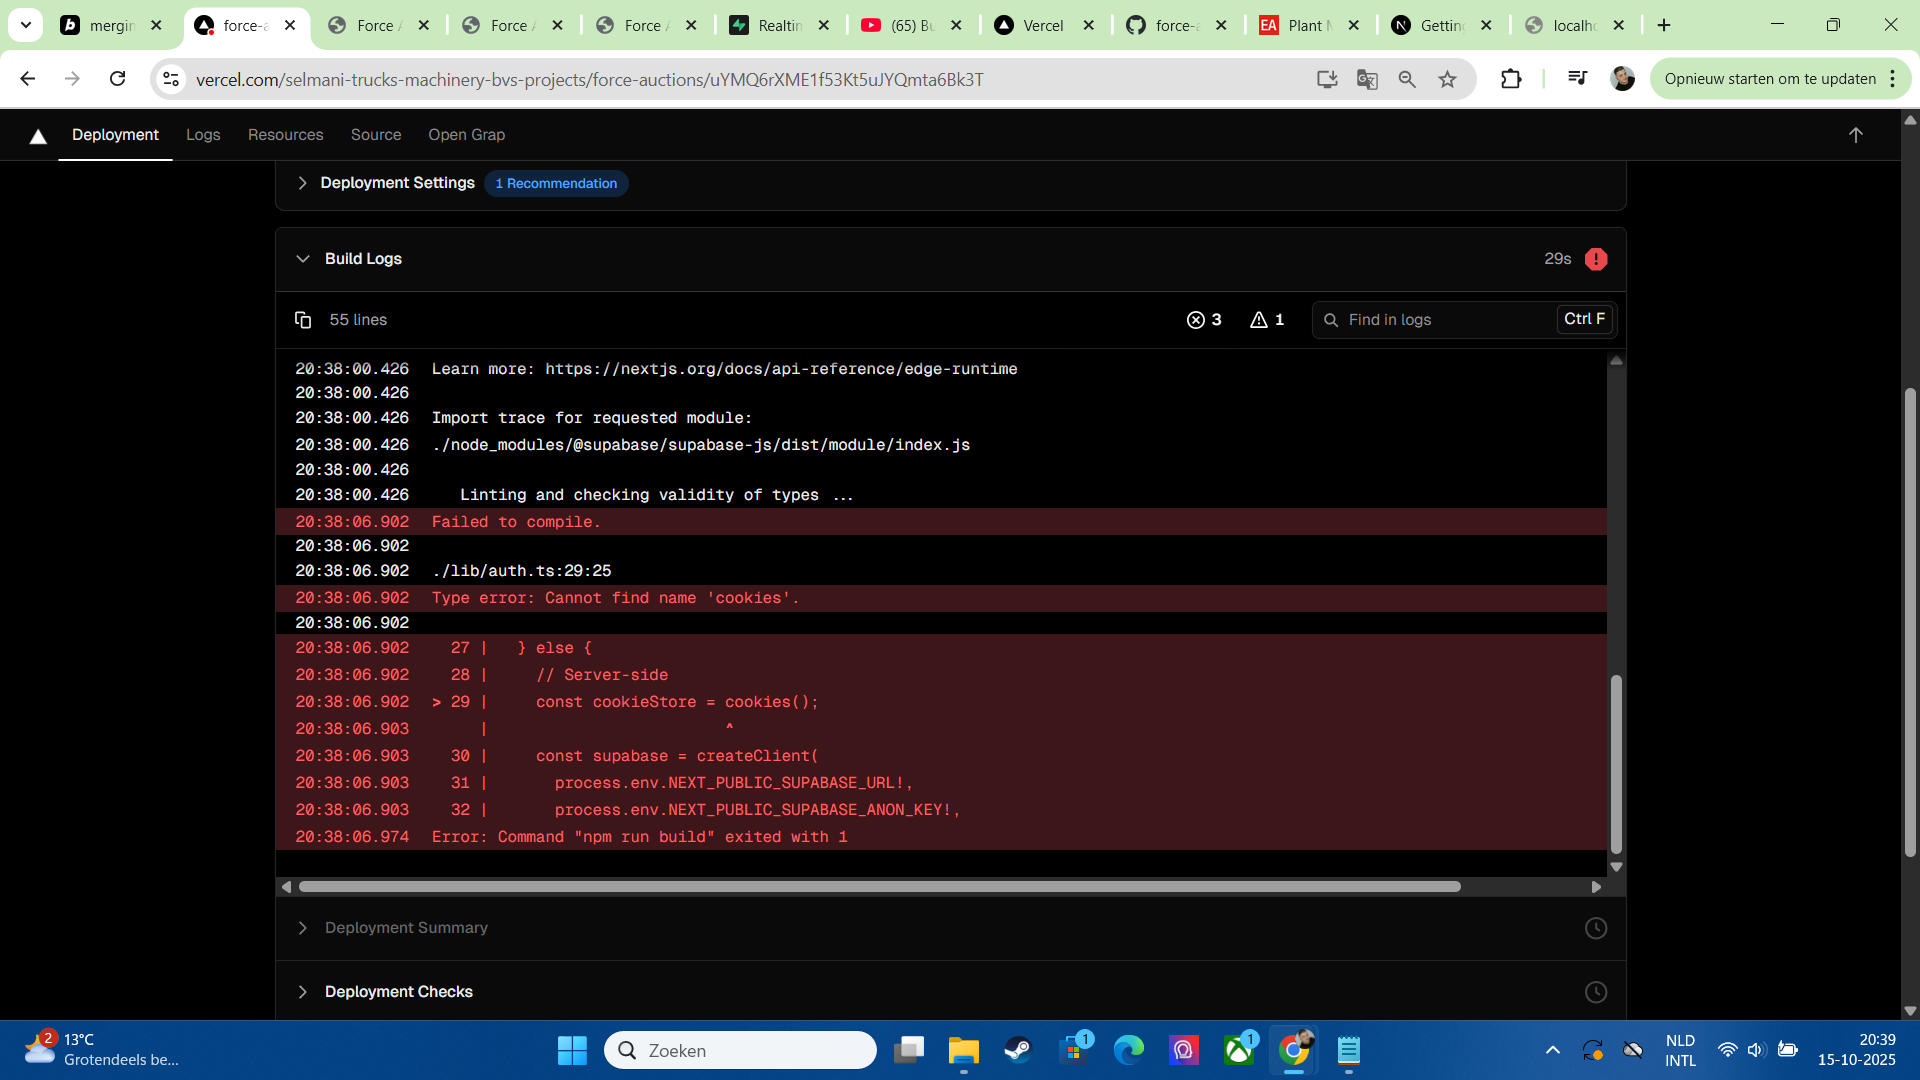 mergin
force-a
Force A
Force A
Force A
Realtin
(65) Bu
Vercel
force-a
EA
Plant M
Getting
localho
vercel.com/selmani-trucks-machinery-bvs-projects/force-auctions/uYMQ6rXME1f53Kt5uJYQmta6Bk3T
Opnieuw starten om te updaten
Deployment
Logs
Resources
Source
Open Grap
Deployment Settings
1 Recommendation
Build Logs
29s
55 lines
3
1
Find in logs
Ctrl F
20:38:00.426 Learn more: https://nextjs.org/docs/api-reference/edge-runtime
20:38:00.426
20:38:00.426 Import trace for requested module:
20:38:00.426 ./node_modules/@supabase/supabase-js/dist/module/index.js
20:38:00.426
20:38:00.426 Linting and checking validity of types ...
20:38:06.902 Failed to compile.
20:38:06.902
20:38:06.902 ./lib/auth.ts:29:25
20:38:06.902 Type error: Cannot find name 'cookies'.
20:38:06.902
20:38:06.902 27 | } else {
20:38:06.902 28 | // Server-side
20:38:06.902 > 29 | const cookieStore = cookies();
20:38:06.903 | ^
20:38:06.903 30 | const supabase = createClient(
20:38:06.903 31 | process.env.NEXT_PUBLIC_SUPABASE_URL!,
20:38:06.903 32 | process.env.NEXT_PUBLIC_SUPABASE_ANON_KEY!,
20:38:06.974 Error: Command "npm run build" exited with 1
Deployment Summary
Deployment Checks
2
13°C
Grotendeels be...
Zoeken
1
1
NLD
INTL
20:39
15-10-2025